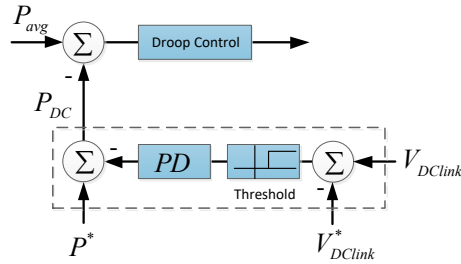 P_avg
Σ
Droop Control
-
P_DC
Σ
-
PD
Threshold
Σ
-
V_DClink
P*
V*_DClink